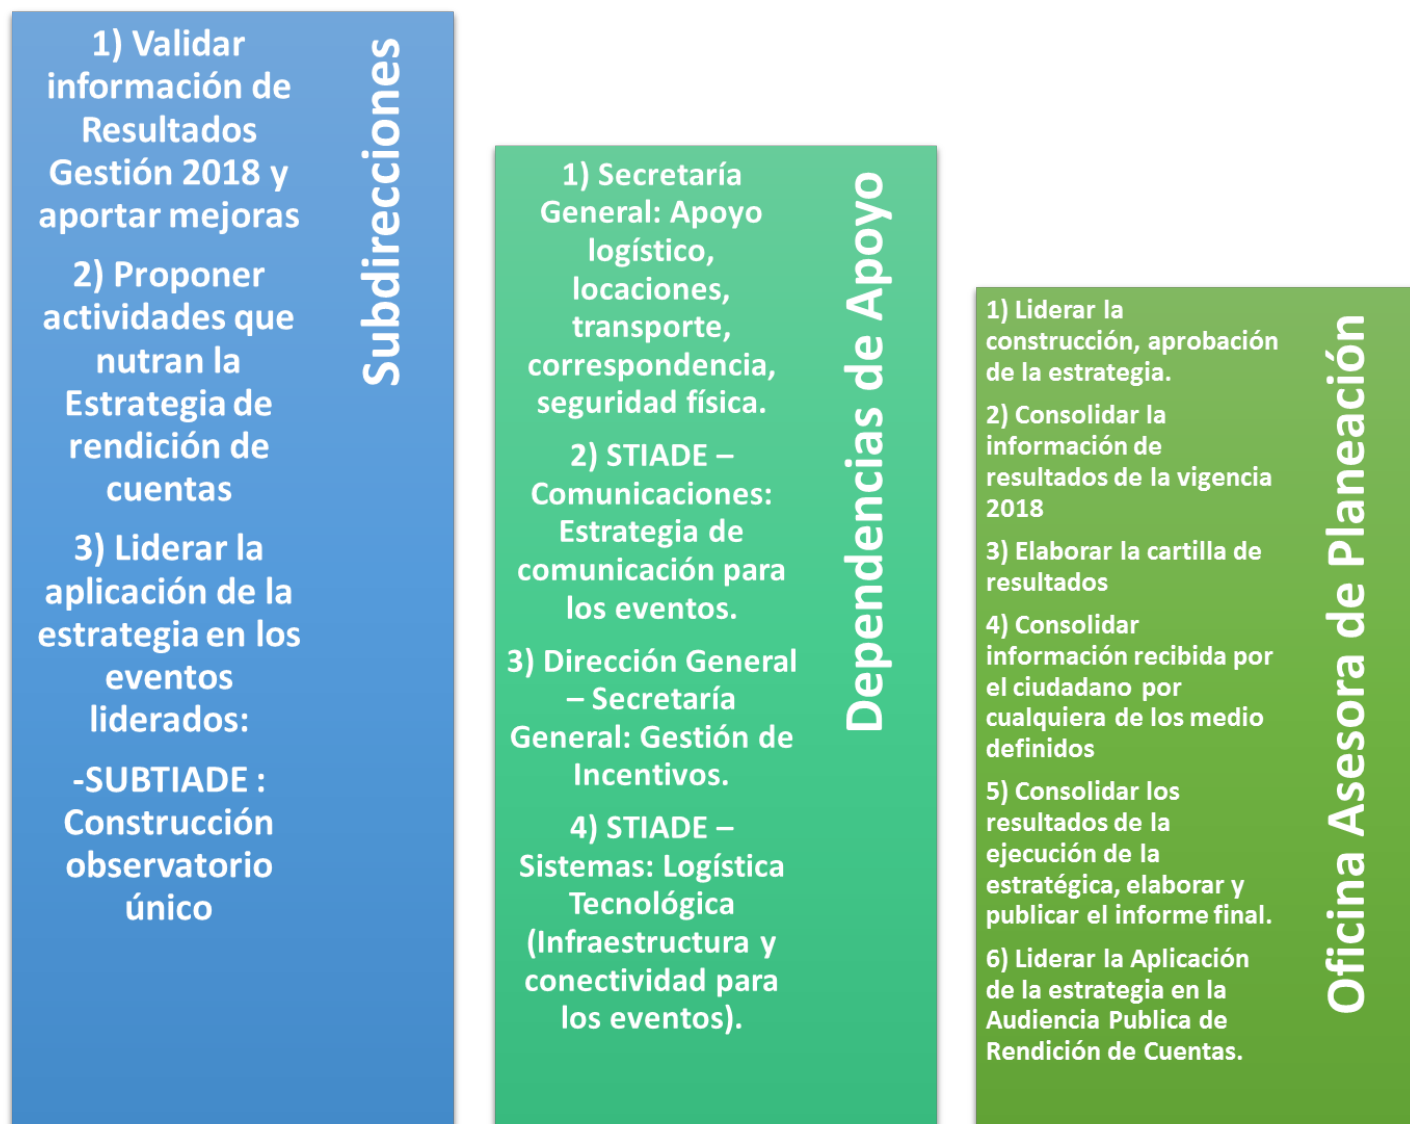 1) Validar
información de
Resultados
Gestión 2018 y
aportar mejoras
2) Proponer
actividades que
nutran la
Estrategia de
rendición de
cuentas
3) Liderar la
aplicación de la
estrategia en los
eventos
liderados:
-SUBTIADE :
Construcción
observatorio
único
Subdirecciones
1) Secretaría
General: Apoyo
logístico,
locaciones,
transporte,
correspondencia,
seguridad física.
2) STIADE –
Comunicaciones:
Estrategia de
comunicación para
los eventos.
3) Dirección General
– Secretaría
General: Gestión de
Incentivos.
4) STIADE –
Sistemas: Logística
Tecnológica
(Infraestructura y
conectividad para
los eventos).
Dependencias de Apoyo
1) Liderar la
construcción, aprobación
de la estrategia.
2) Consolidar la
información de
resultados de la vigencia
2018
3) Elaborar la cartilla de
resultados
4) Consolidar
información recibida por
el ciudadano por
cualquiera de los medio
definidos
5) Consolidar los
resultados de la
ejecución de la
estratégica, elaborar y
publicar el informe final.
6) Liderar la Aplicación
de la estrategia en la
Audiencia Publica de
Rendición de Cuentas.
Oficina Asesora de Planeación